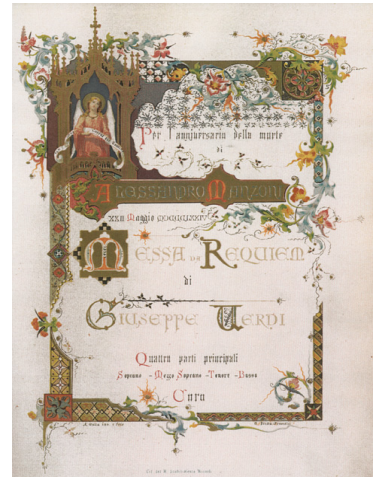 Per l'anniversario della morte
di
ALESSANDRO MANZONI
XXII Maggio MDCCCLXXIV
MESSA DA REQUIEM
di
GIUSEPPE VERDI
Quattro parti principali
Soprano - Mezzo Soprano - Tenore - Basso
Coro